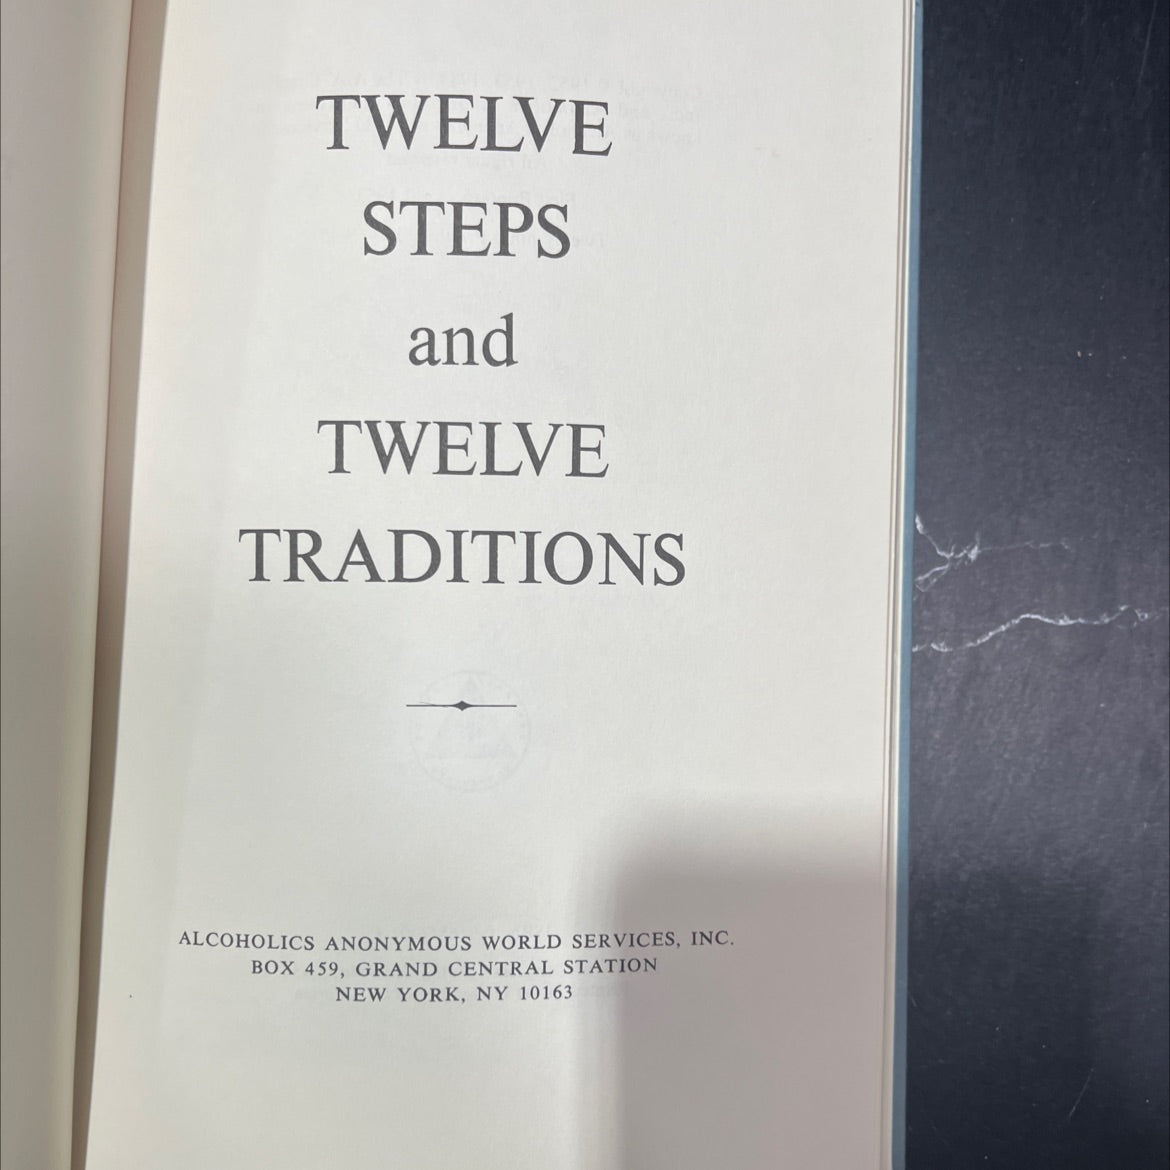 TWELVE
STEPS
and
TWELVE
TRADITIONS
ALCOHOLICS ANONYMOUS WORLD SERVICES, INC.
BOX 459, GRAND CENTRAL STATION
NEW YORK, NY 10163